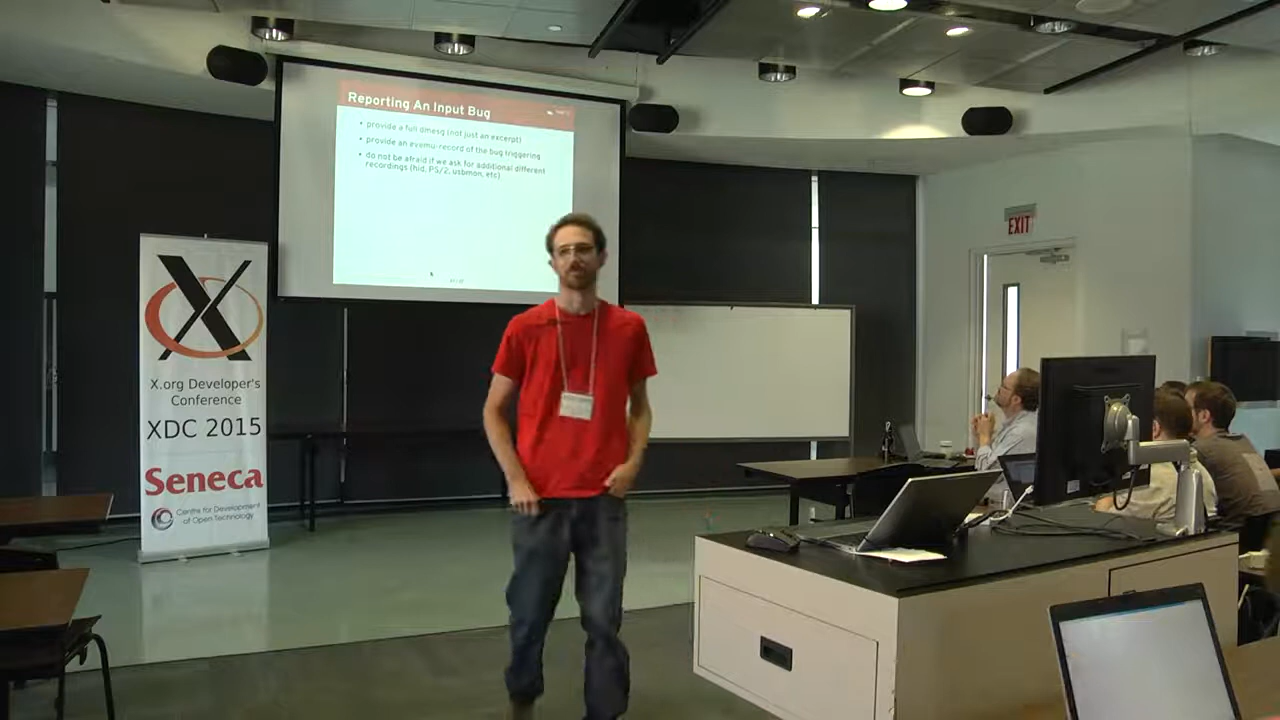 Reporting An Input Bug
• provide a full dmesg (not just an excerpt)
• provide an evemu-record of the bug triggering
• do not be afraid if we ask for additional different
recordings (hid, PS/2, usbmon, etc)
X
X.org Developer's
Conference
XDC 2015
Seneca
Centre for Development
of Open Technology
EXIT